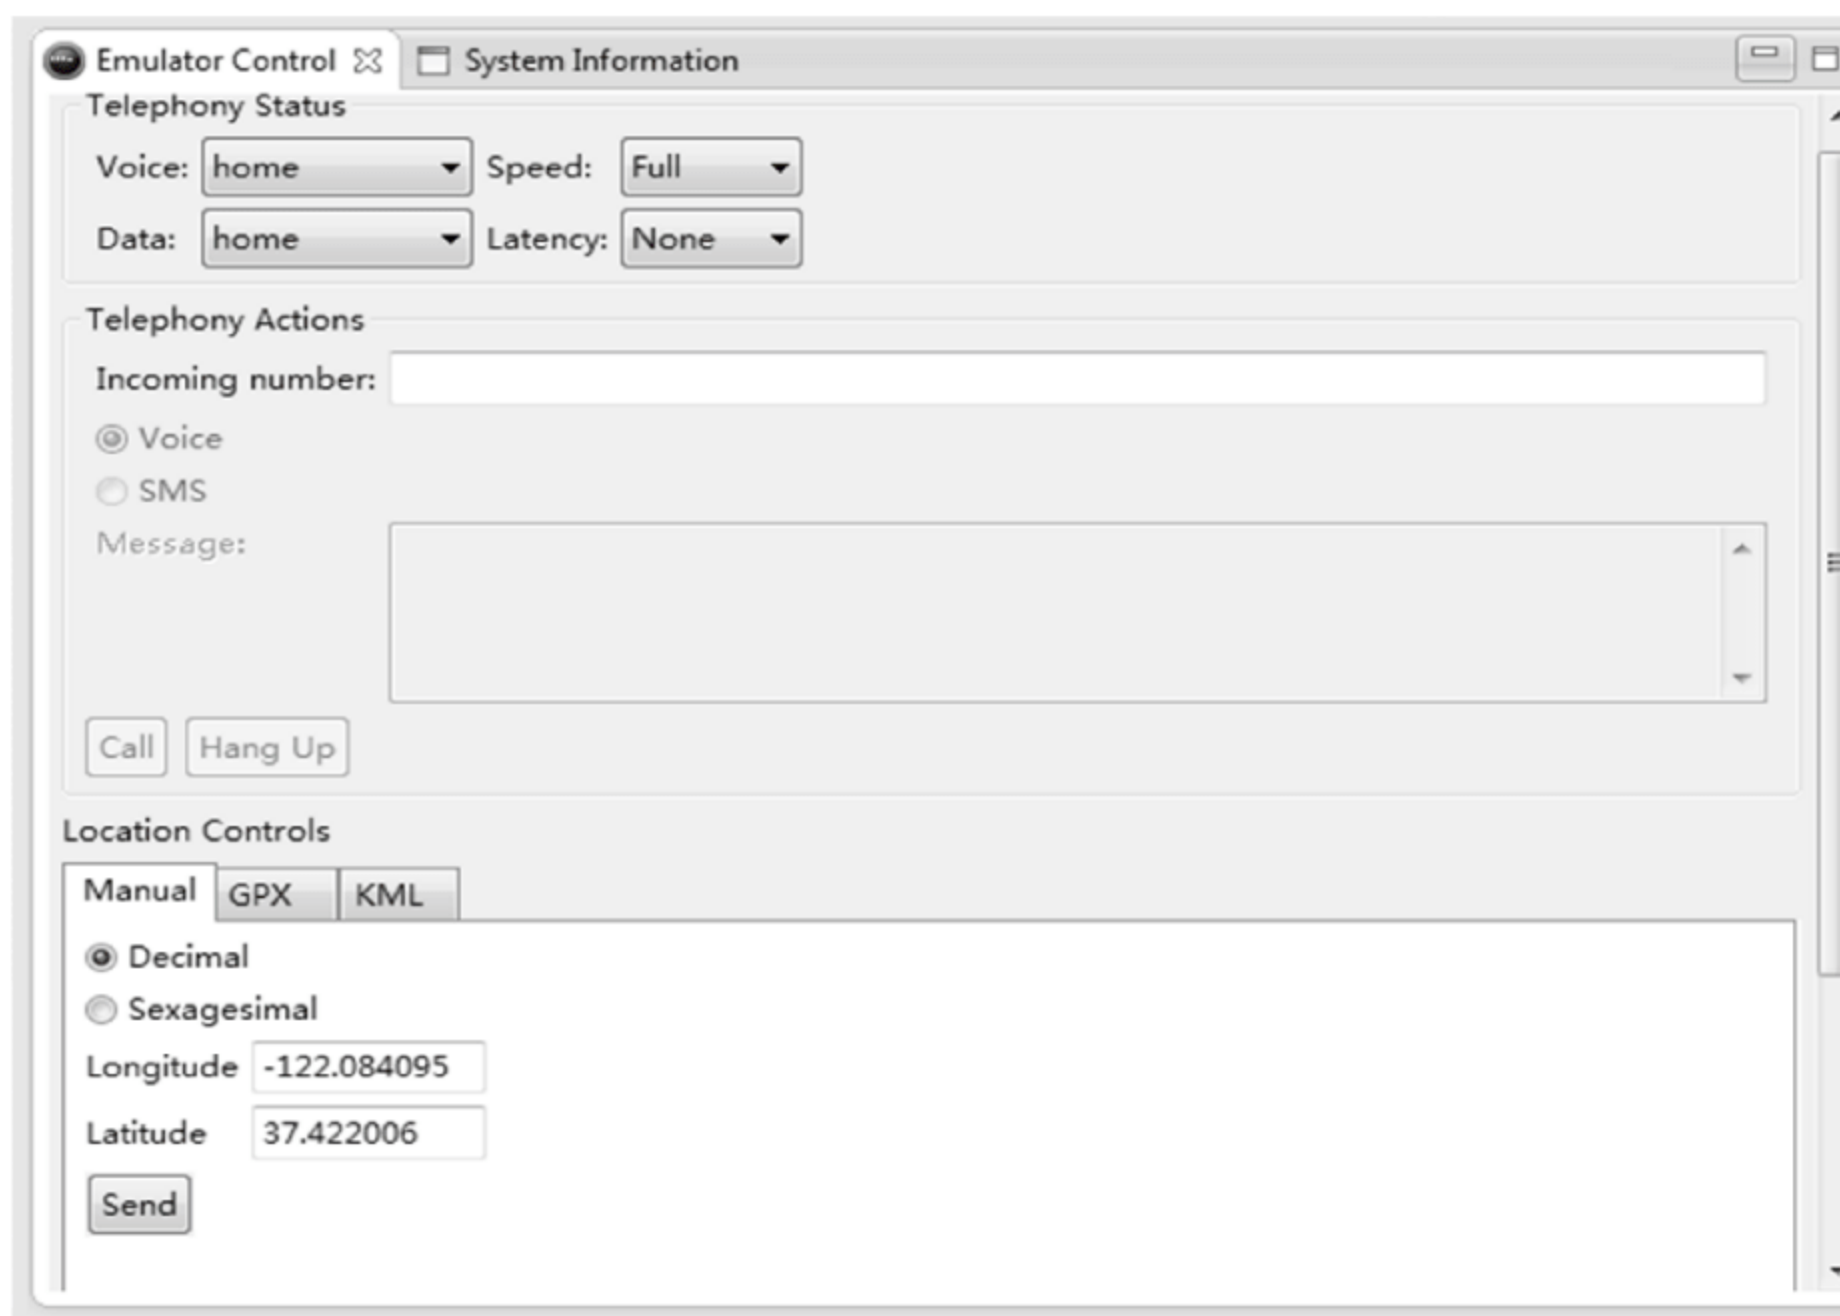 Emulator Control System Information
Telephony Status
Voice: home Speed: Full
Data: home Latency: None
Telephony Actions
Incoming number:
Voice
SMS
Message:
Call Hang Up
Location Controls
Manual GPX KML
Decimal
Sexagesimal
Longitude -122.084095
Latitude 37.422006
Send